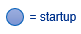 = startup